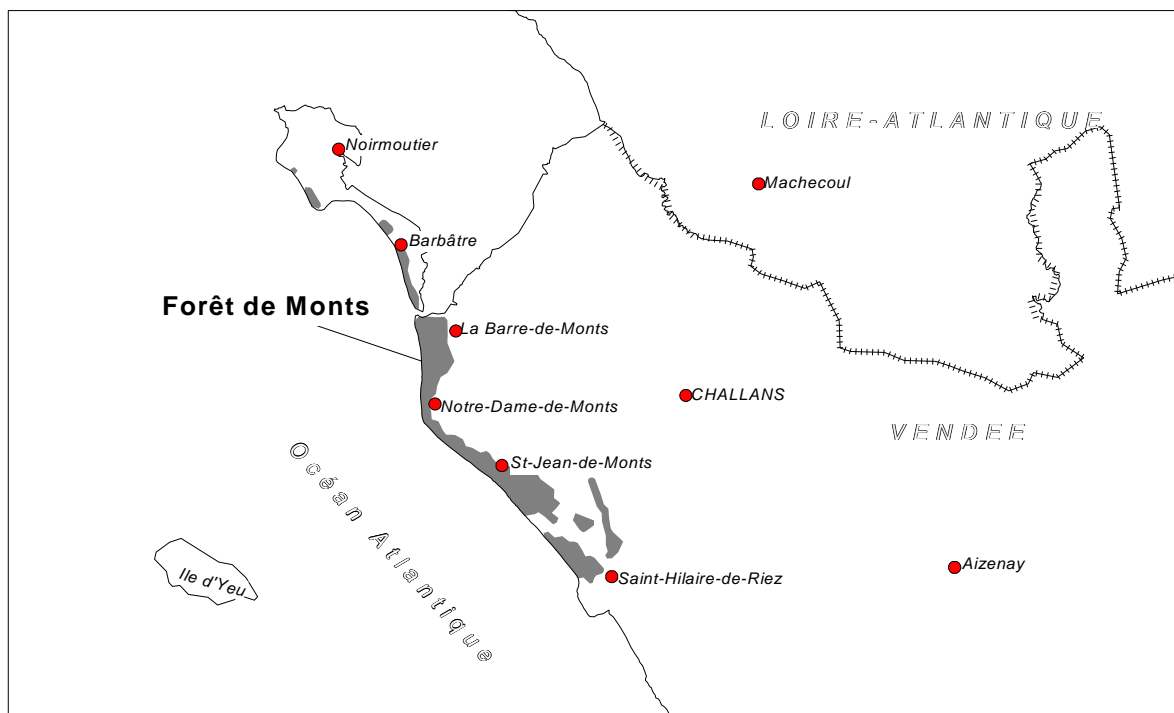 LOIRE-ATLANTIQUE
Noirmoutier
Machecoul
Barbâtre
Forêt de Monts
La Barre-de-Monts
CHALLANS
Notre-Dame-de-Monts
VENDEE
St-Jean-de-Monts
Océan Atlantique
Aizenay
Ile d'Yeu
Saint-Hilaire-de-Riez